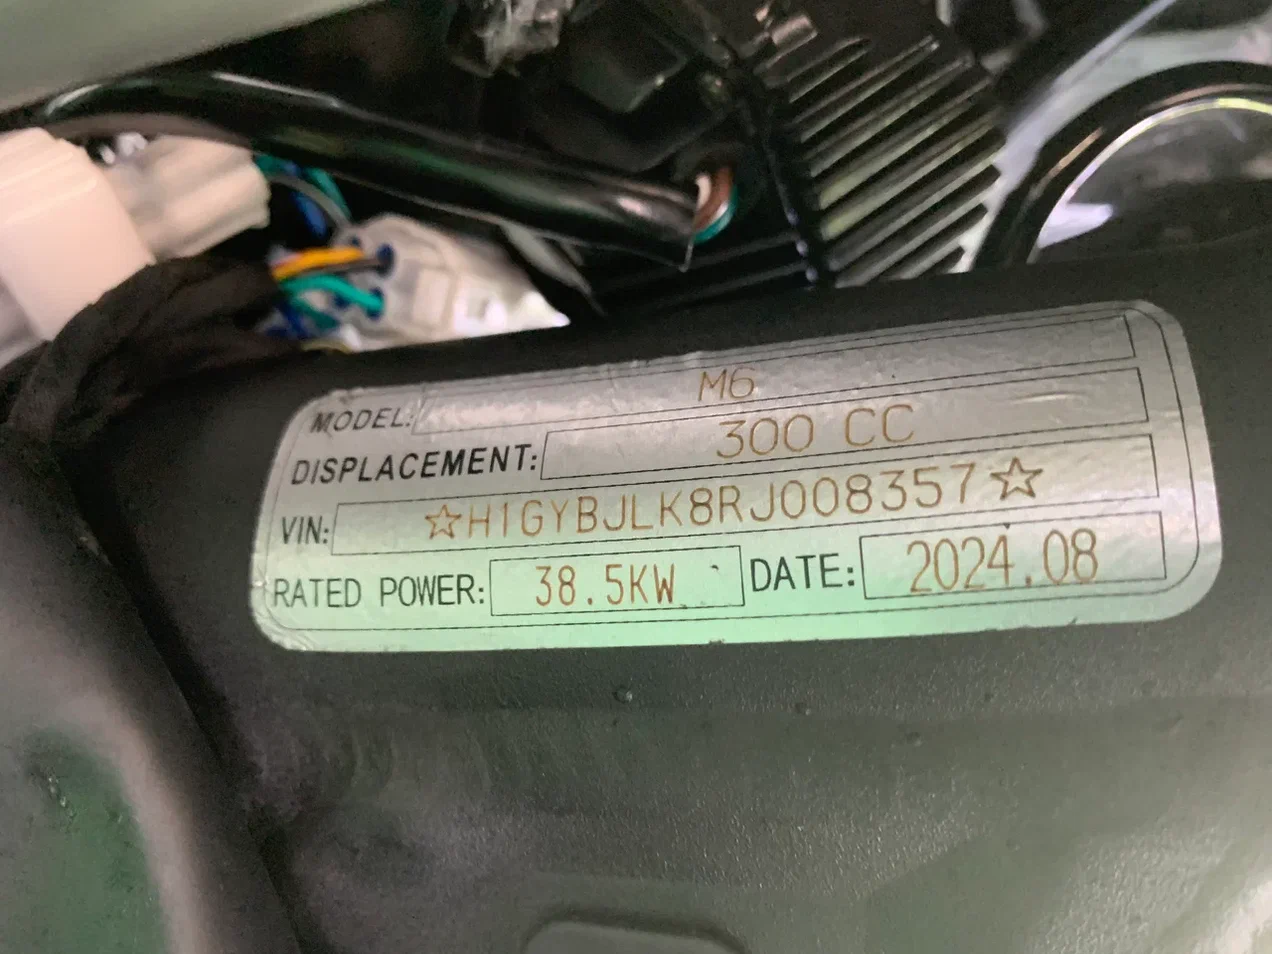 MODEL: M6
DISPLACEMENT: 300 CC
VIN: ☆H1GYBJLK8RJ008357☆
RATED POWER: 38.5KW DATE: 2024.08